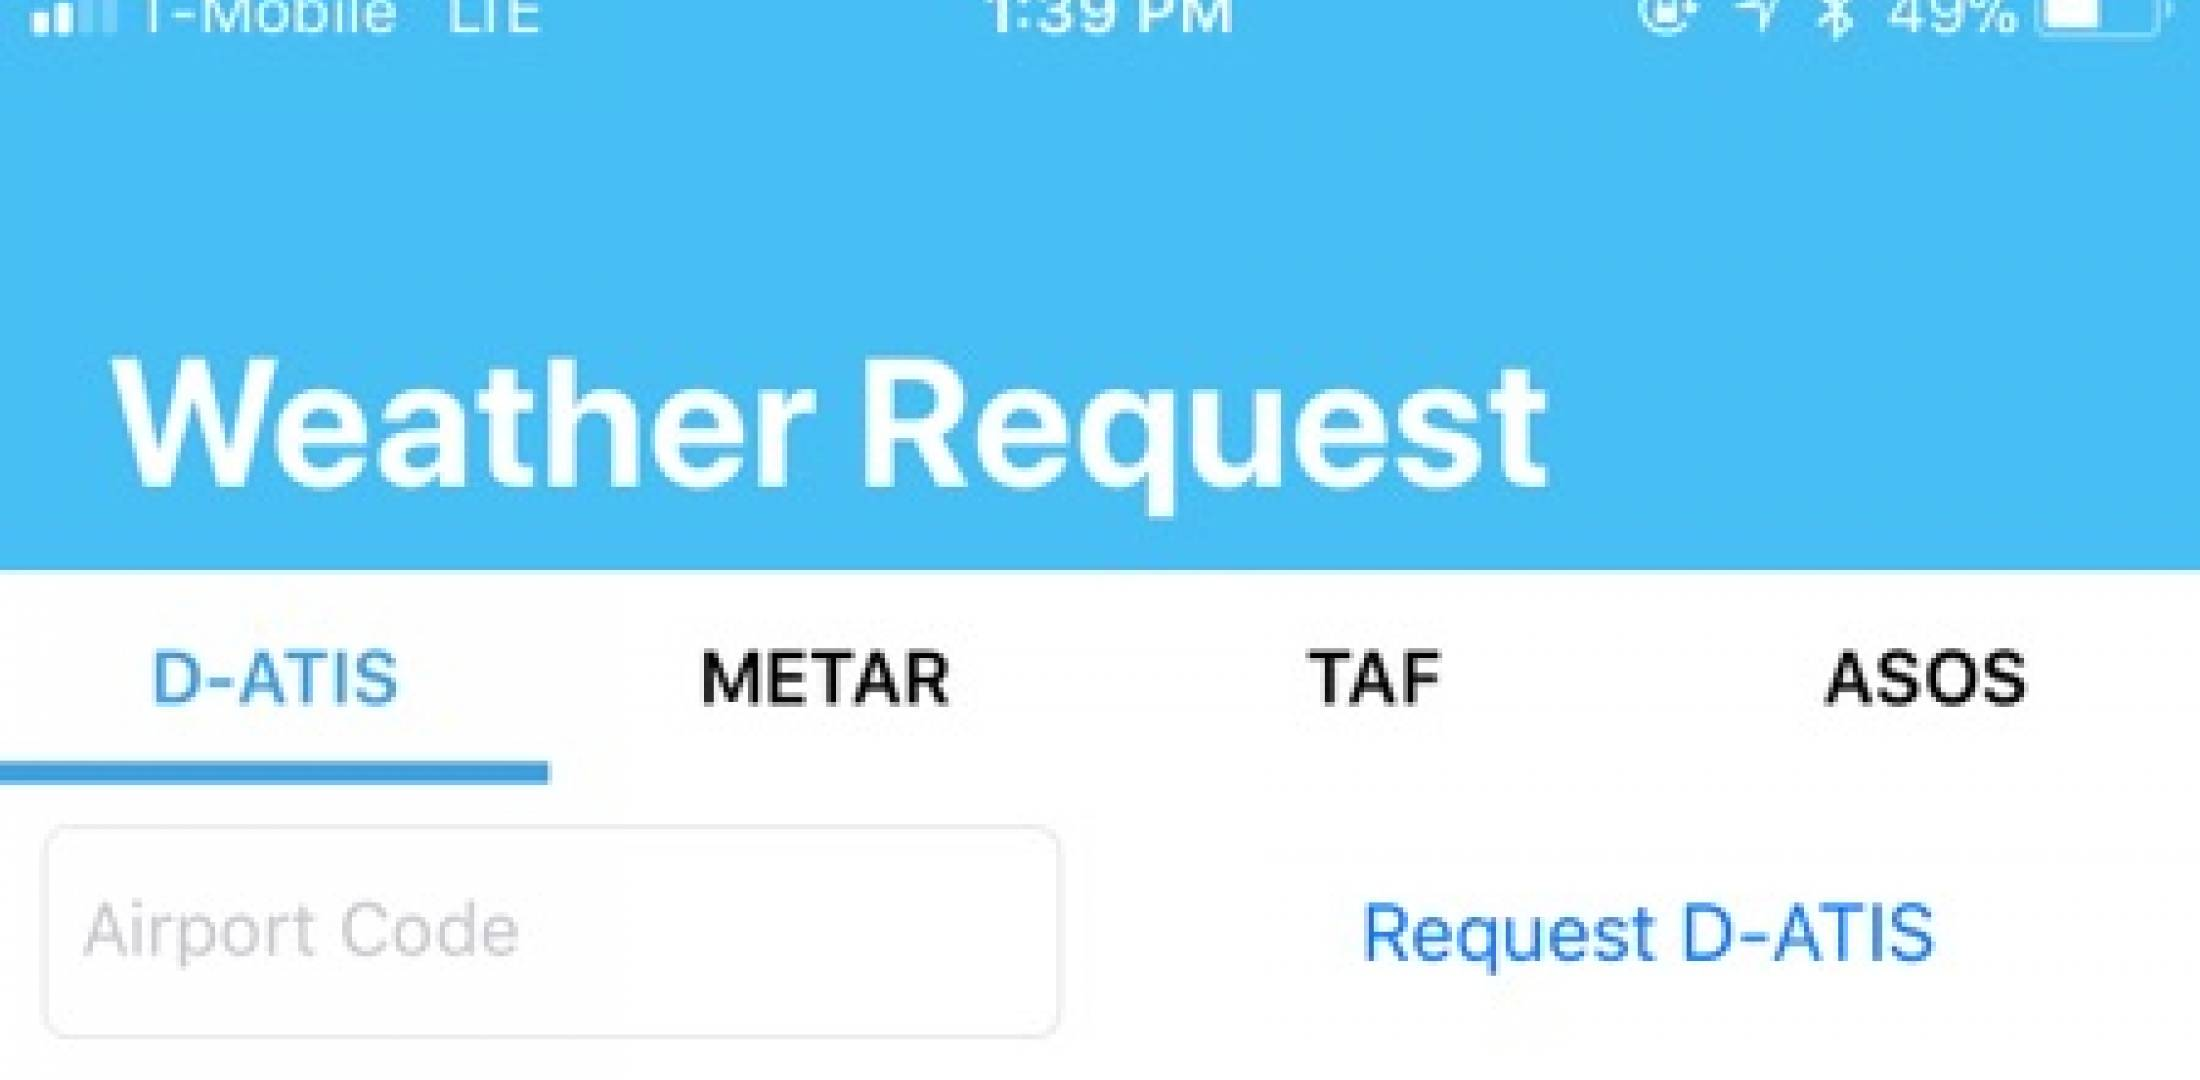 T-Mobile LTE 1:39 PM 49%
Weather Request
D-ATIS METAR TAF ASOS
Airport Code Request D-ATIS